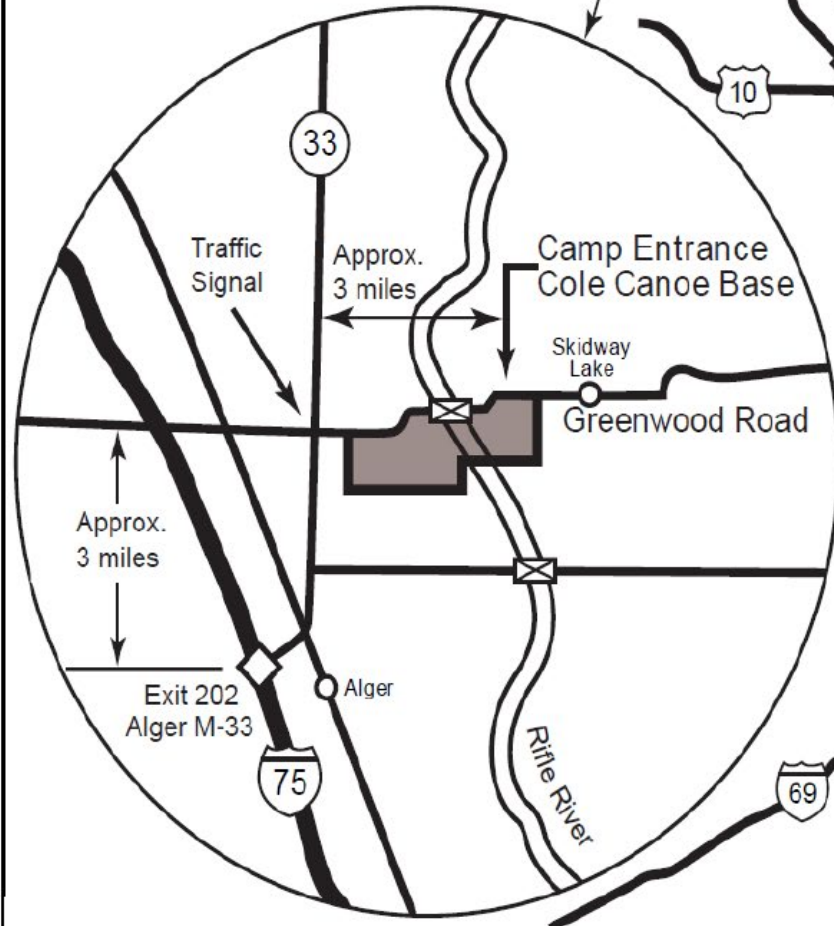 10
33
Traffic
Signal
Approx.
3 miles
Camp Entrance
Cole Canoe Base
Skidway
Lake
Greenwood Road
Approx.
3 miles
Exit 202
Alger M-33
Alger
75
Rifle River
69